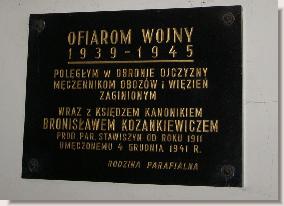 OFIAROM WOJNY
1939-1945
POLEGŁYM W OBRONIE OJCZYZNY
MĘCZENNIKOM OBOZÓW I WIĘZIEŃ
ZAGINIONYM
WRAZ Z KSIĘDZEM KANONIKIEM
BRONISŁAWEM KOZANKIEWICZEM
PROB. PAR. STAWISZYN OD ROKU 1911
UMĘCZONEMU 4 GRUDNIA 1941 R.
RODZINA PARAFIALNA